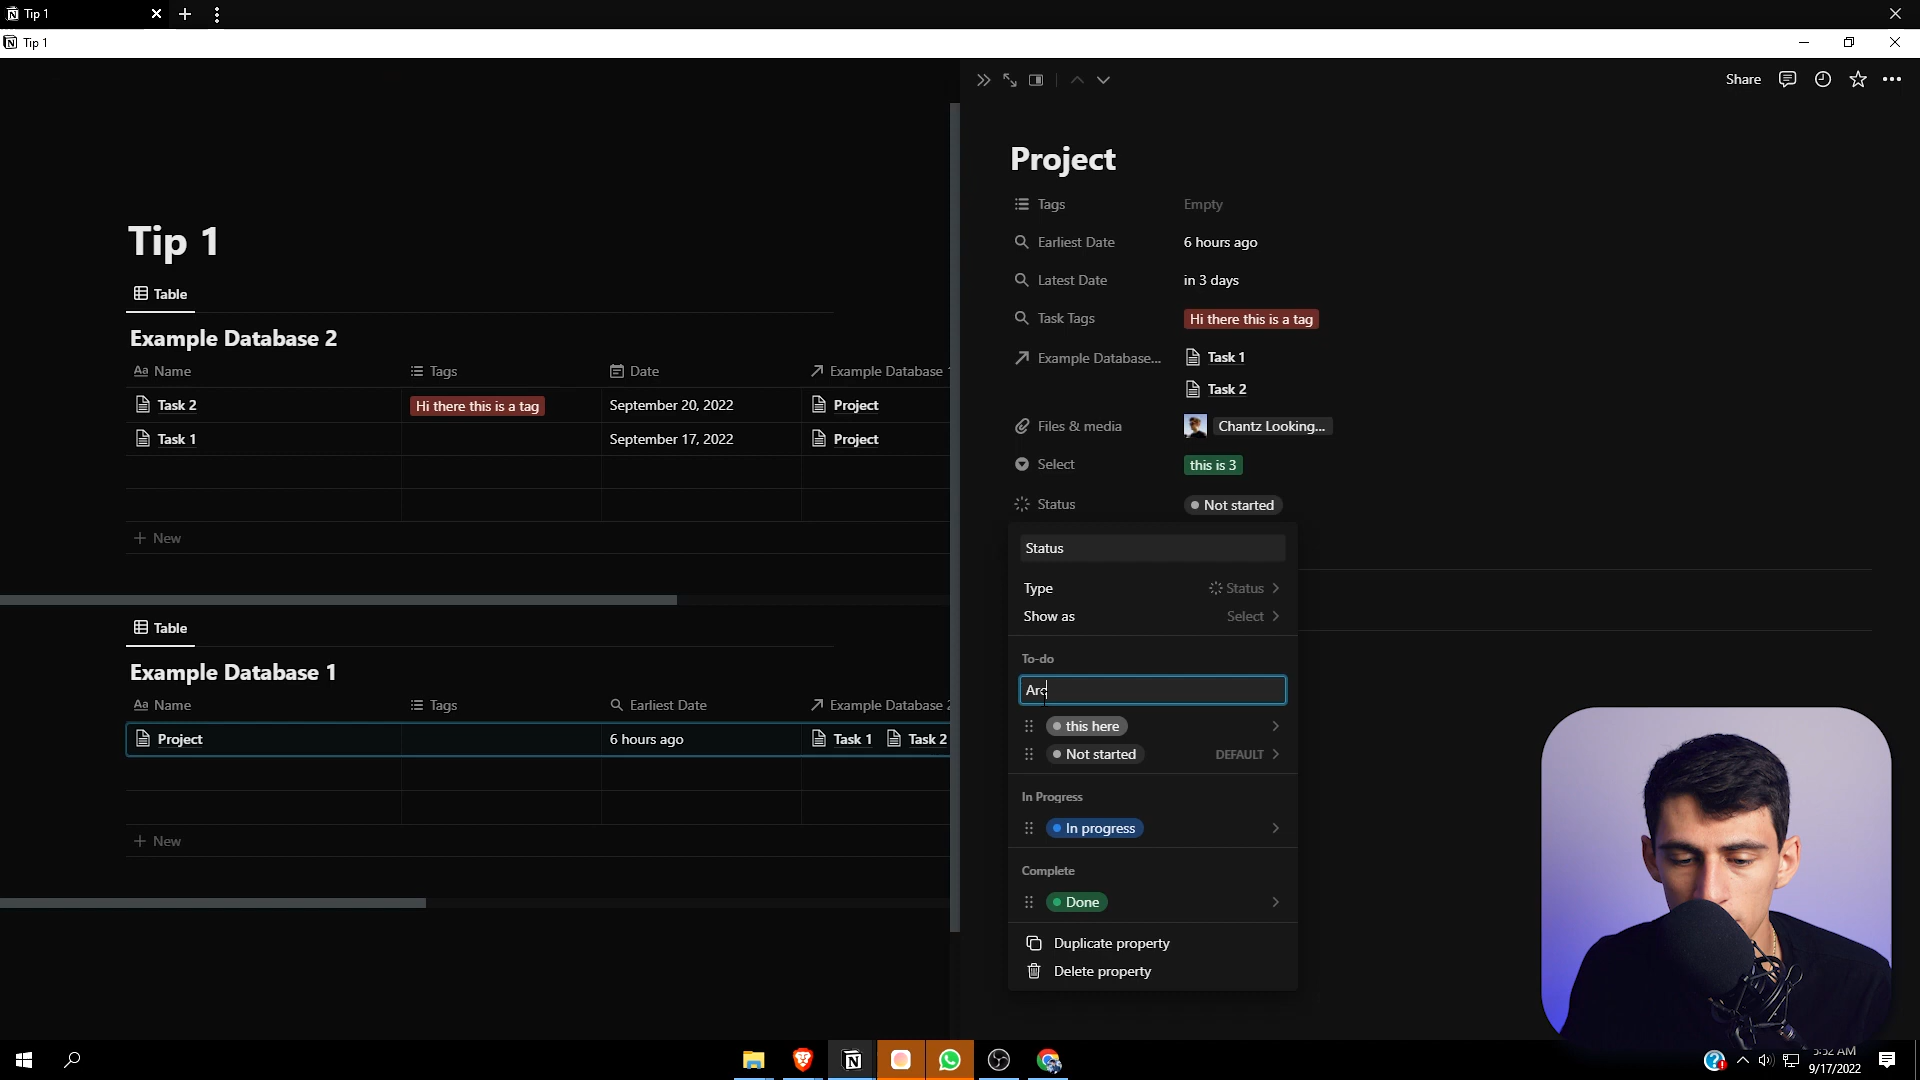 Tip 1
Tip 1
Share
Tip 1
Table
Example Database 2
Aa Name Tags Date Example Database
Task 2 Hi there this is a tag September 20, 2022 Project
Task 1 September 17, 2022 Project
+ New
Table
Example Database 1
Aa Name Tags Earliest Date Example Database 2
Project 6 hours ago Task 1 Task 2
+ New
Project
Tags Empty
Earliest Date 6 hours ago
Latest Date in 3 days
Task Tags Hi there this is a tag
Example Database... Task 1
Task 2
Files & media Chantz Looking...
Select this is 3
Status Not started
Status
Type Status
Show as Select
To-do
Arc
this here
Not started DEFAULT
In Progress
In progress
Complete
Done
Duplicate property
Delete property
5:52 AM
9/17/2022